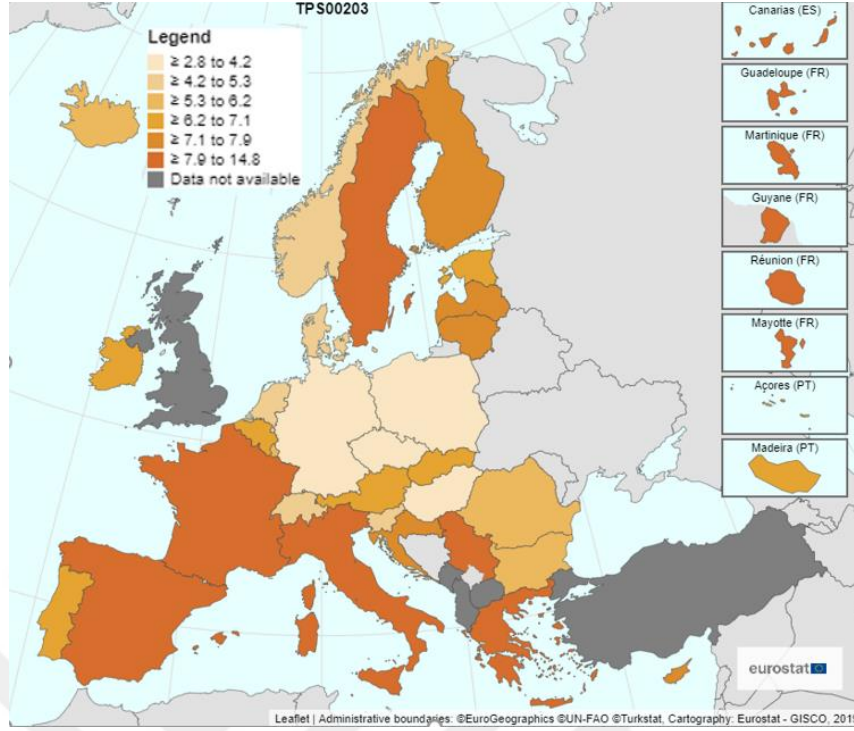 TPS00203
Legend
≥ 2.8 to 4.2
≥ 4.2 to 5.3
≥ 5.3 to 6.2
≥ 6.2 to 7.1
≥ 7.1 to 7.9
≥ 7.9 to 14.8
Data not available
Canarias (ES)
Guadeloupe (FR)
Martinique (FR)
Guyane (FR)
Réunion (FR)
Mayotte (FR)
Açores (PT)
Madeira (PT)
eurostat
Leaflet | Administrative boundaries: ©EuroGeographics ©UN-FAO ©Turkstat, Cartography: Eurostat - GISCO,